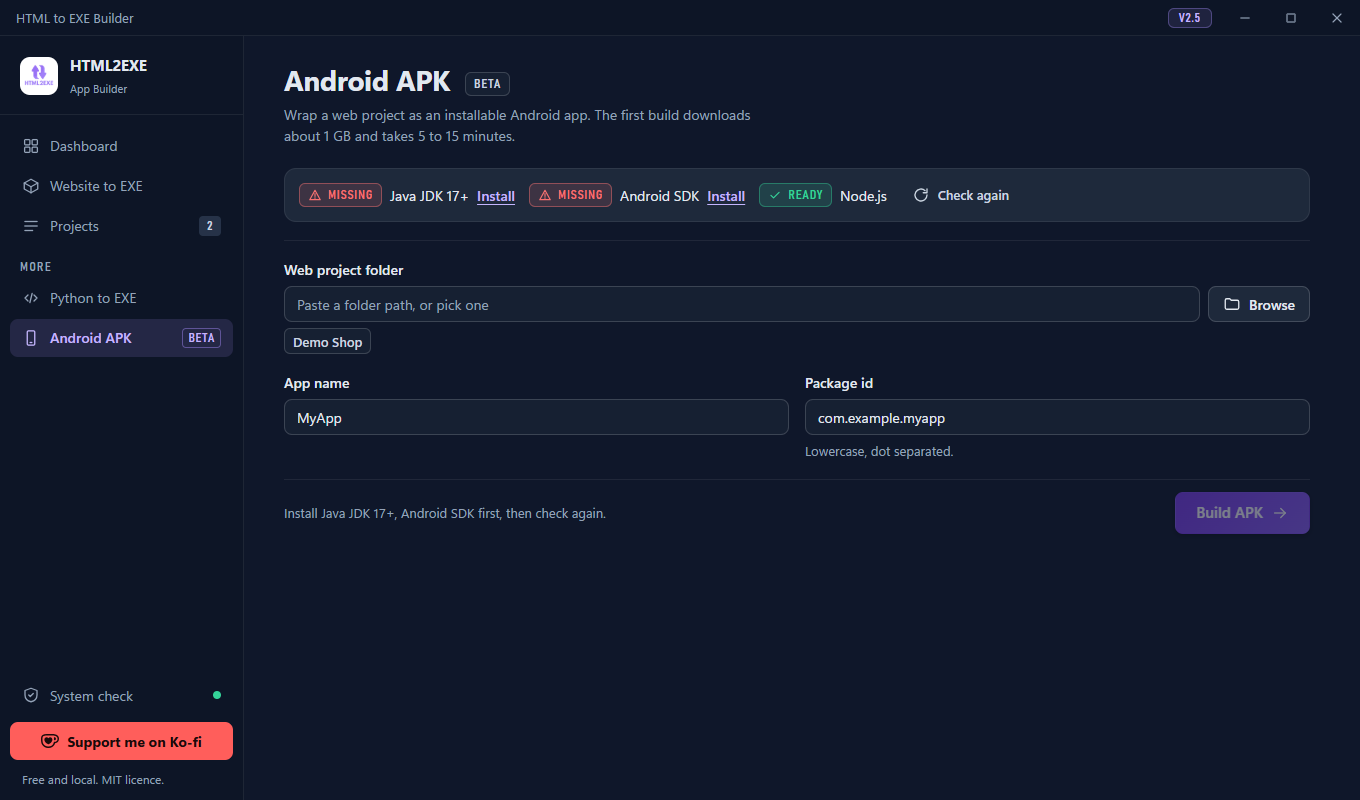 HTML to EXE Builder
V2.5
HTML2EXE
HTML2EXE
App Builder
Dashboard
Website to EXE
Projects 2
MORE
Python to EXE
Android APK BETA
System check
Support me on Ko-fi
Free and local. MIT licence.
Android APK BETA
Wrap a web project as an installable Android app. The first build downloads
about 1 GB and takes 5 to 15 minutes.
MISSING Java JDK 17+ Install MISSING Android SDK Install READY Node.js Check again
Web project folder
Paste a folder path, or pick one Browse
Demo Shop
App name Package id
MyApp com.example.myapp
Lowercase, dot separated.
Install Java JDK 17+, Android SDK first, then check again. Build APK